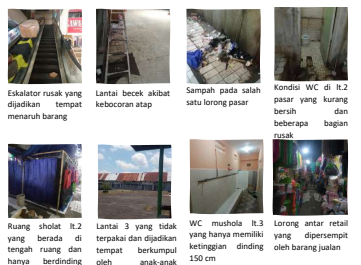 Eskalator rusak yang
dijadikan tempat
menaruh barang
Lantai becek akibat
kebocoran atap
Sampah pada salah
satu lorong pasar
Kondisi WC di lt.2
pasar yang kurang
bersih dan
beberapa bagian
rusak
Ruang sholat lt.2
yang berada di
tengah ruang dan
hanya berdinding
Lantai 3 yang tidak
terpakai dan dijadikan
tempat berkumpul
oleh anak-anak
WC mushola lt.3
yang hanya memiliki
ketinggian dinding
150 cm
Lorong antar retail
yang dipersempit
oleh barang jualan